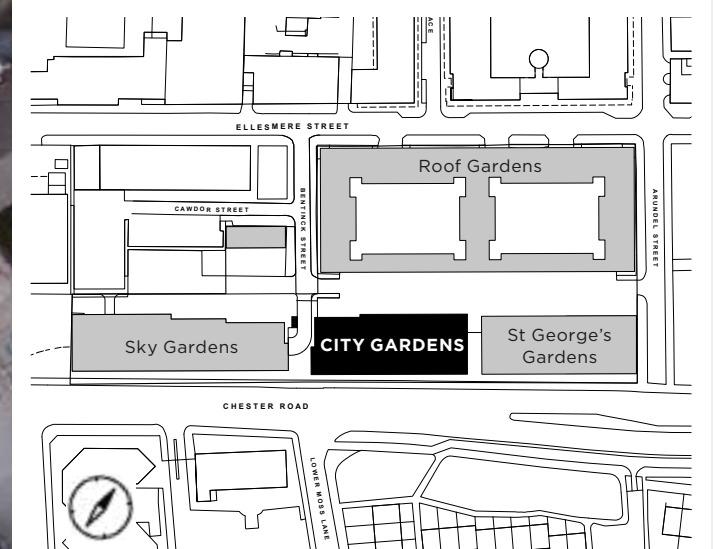 ACE
ELLESMERE STREET
Roof Gardens
CAWDOR STREET
BENTINCK STREET
ARUNDEL STREET
Sky Gardens
CITY GARDENS
St George's
Gardens
CHESTER ROAD
LOWER MOSS LANE